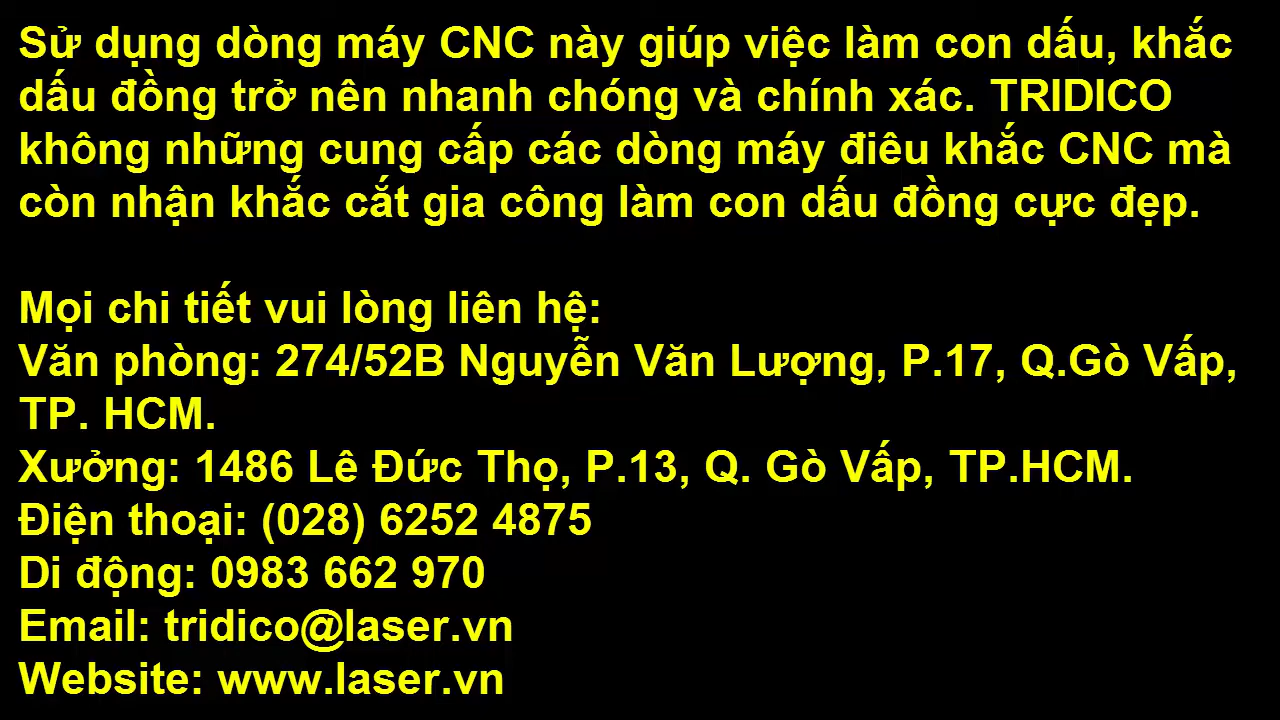 Sử dụng dòng máy CNC này giúp việc làm con dấu, khắc
dấu đồng trở nên nhanh chóng và chính xác. TRIDICO
không những cung cấp các dòng máy điêu khắc CNC mà
còn nhận khắc cắt gia công làm con dấu đồng cực đẹp.
Mọi chi tiết vui lòng liên hệ:
Văn phòng: 274/52B Nguyễn Văn Lượng, P.17, Q.Gò Vấp,
TP. HCM.
Xưởng: 1486 Lê Đức Thọ, P.13, Q. Gò Vấp, TP.HCM.
Điện thoại: (028) 6252 4875
Di động: 0983 662 970
Email: tridico@laser.vn
Website: www.laser.vn